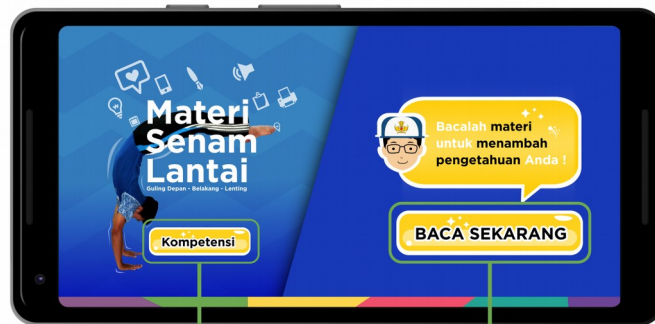 Materi
Senam
Lantai
Guling Depan - Belakang - Lenting
Kompetensi
Bacalah materi
untuk menambah
pengetahuan Anda !
BACA SEKARANG